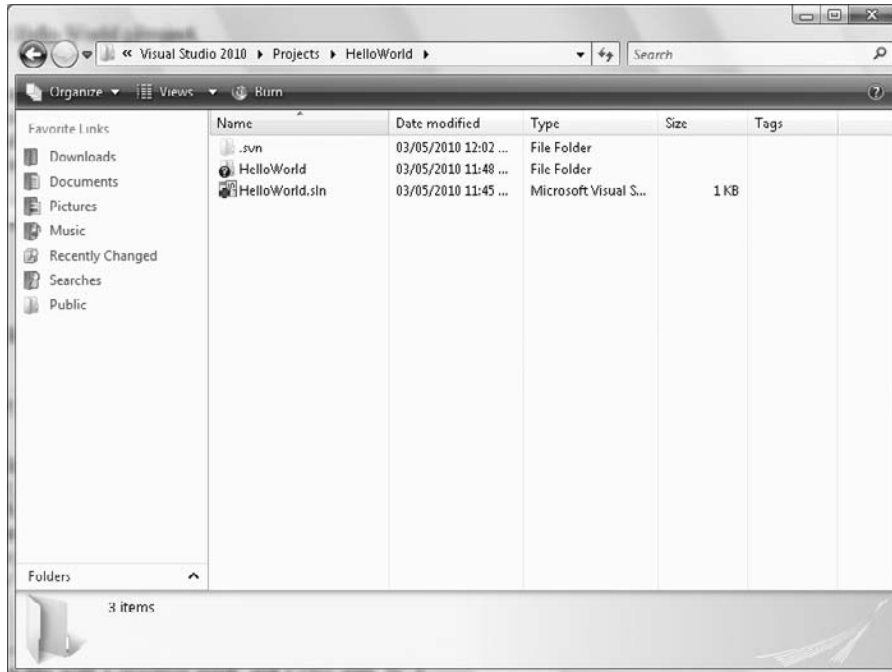 « Visual Studio 2010 ▸ Projects ▸ HelloWorld ▸
Search
Organize
Views
Burn
Favorite Links
Downloads
Documents
Pictures
Music
Recently Changed
Searches
Public
Folders
Name Date modified Type Size Tags
.svn 03/05/2010 12:02 ... File Folder
HelloWorld 03/05/2010 11:48 ... File Folder
HelloWorld.sln 03/05/2010 11:45 ... Microsoft Visual S... 1 KB
3 items